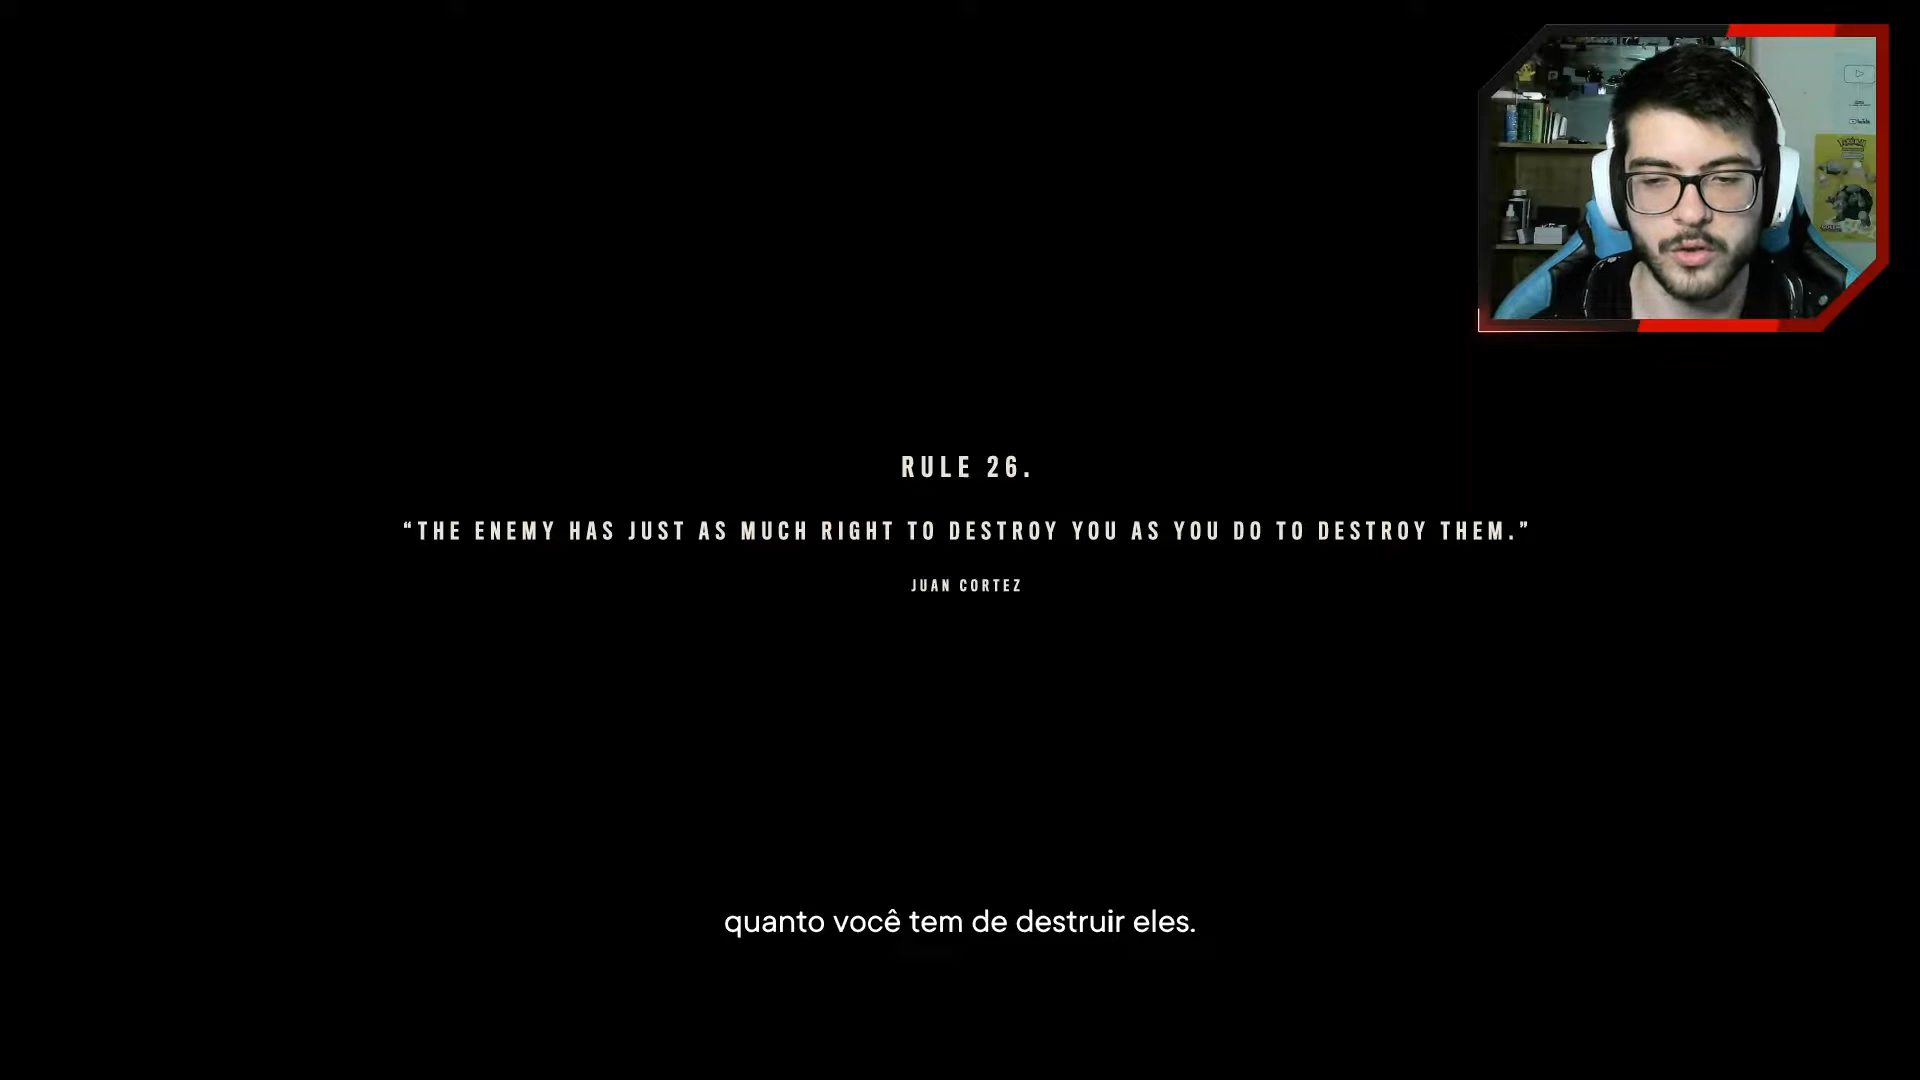 RULE 26.
“THE ENEMY HAS JUST AS MUCH RIGHT TO DESTROY YOU AS YOU DO TO DESTROY THEM.”
JUAN CORTEZ
quanto você tem de destruir eles.